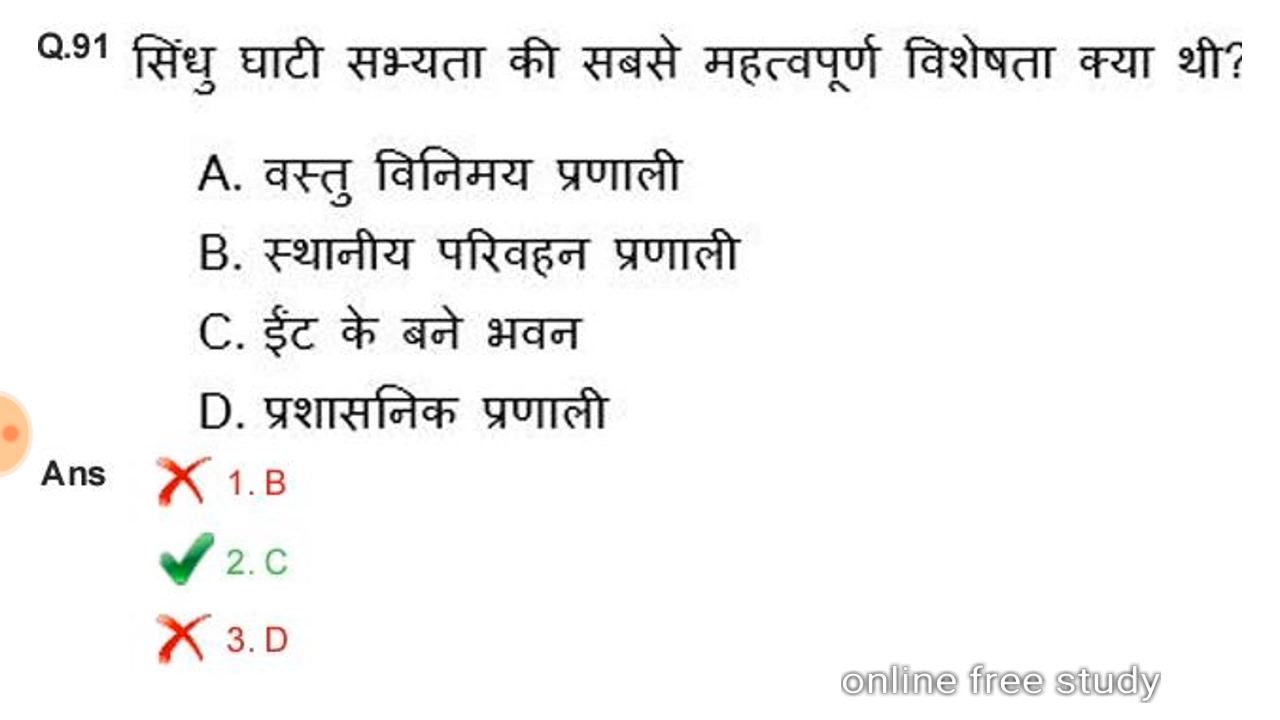 Q.91 सिंधु घाटी सभ्यता की सबसे महत्वपूर्ण विशेषता क्या थी?
A. वस्तु विनिमय प्रणाली
B. स्थानीय परिवहन प्रणाली
C. ईंट के बने भवन
D. प्रशासनिक प्रणाली
Ans 1. B
2. C
3. D
online free study